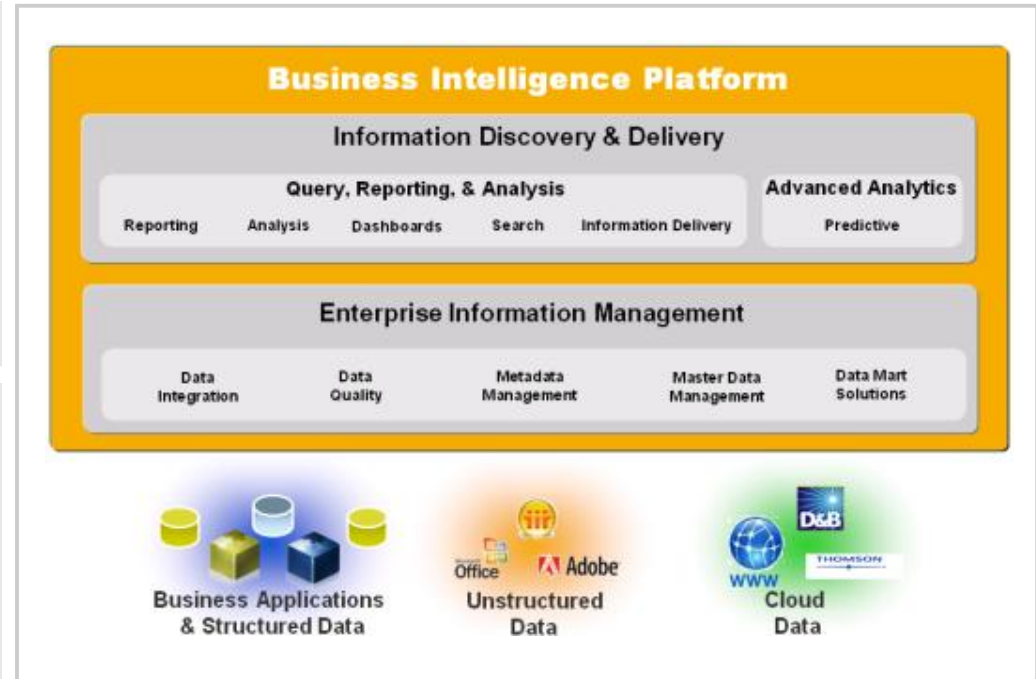 Business Intelligence Platform
Information Discovery & Delivery
Query, Reporting, & Analysis
Reporting Analysis Dashboards Search Information Delivery
Advanced Analytics
Predictive
Enterprise Information Management
Data
Integration
Data
Quality
Metadata
Management
Master Data
Management
Data Mart
Solutions
Business Applications
& Structured Data
Office
Adobe
Unstructured
Data
D&B
THOMSON
WWW
Cloud
Data